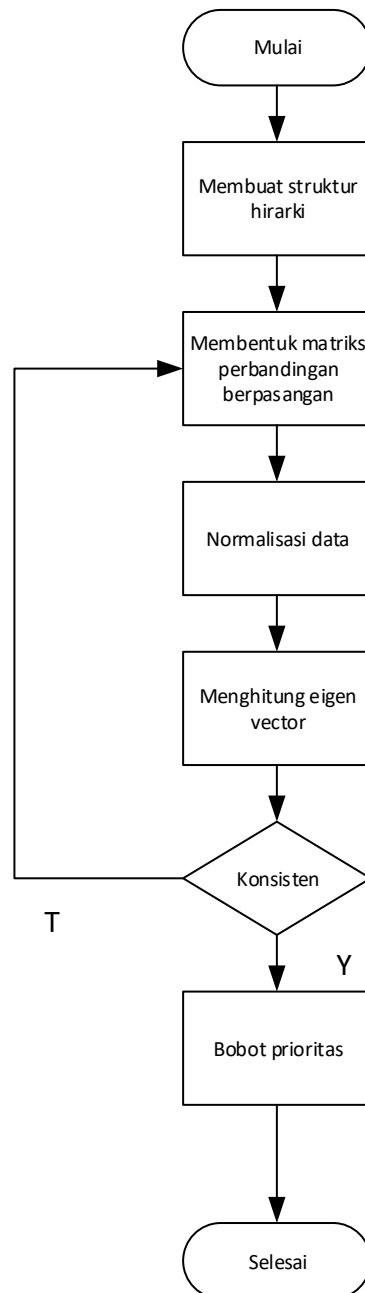 Mulai
Membuat struktur
hirarki
Membentuk matriks
perbandingan
berpasangan
Normalisasi data
Menghitung eigen
vector
Konsisten
T
Y
Bobot prioritas
Selesai